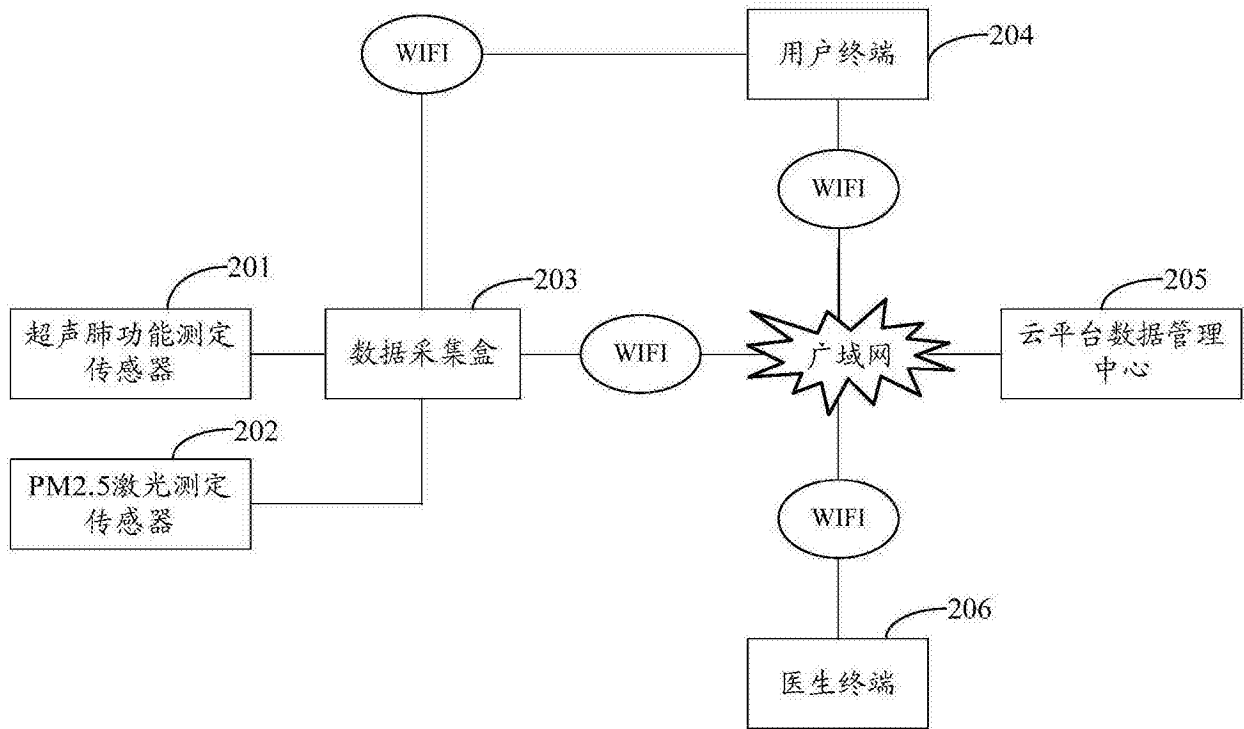 WIFI
用户终端
204
WIFI
201
203
205
超声肺功能测定
传感器
数据采集盒
WIFI
广域网
云平台数据管理
中心
202
PM2.5激光测定
传感器
WIFI
206
医生终端